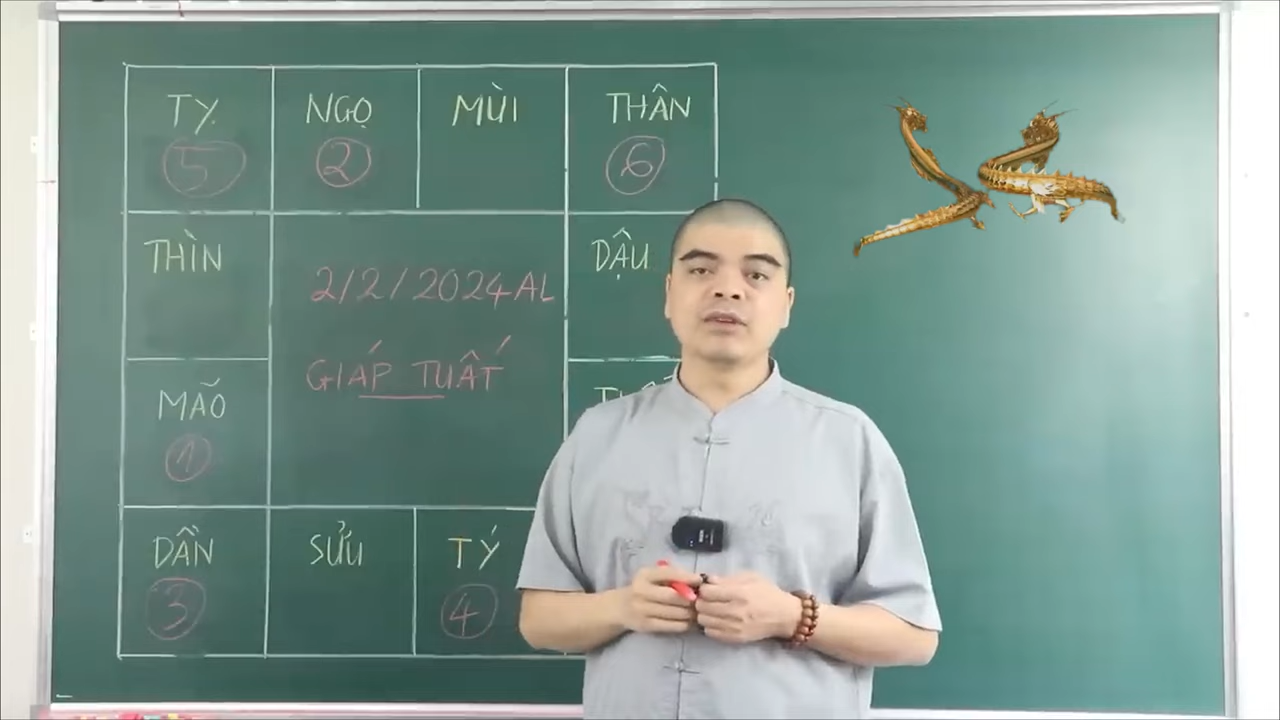 TỴ NGỌ MÙI THÂN
5 2 6
THÌN DẬU
2/2/2024 AL
GIÁP TUẤT
MÃO
1
DẦN SỬU TÝ
3 4